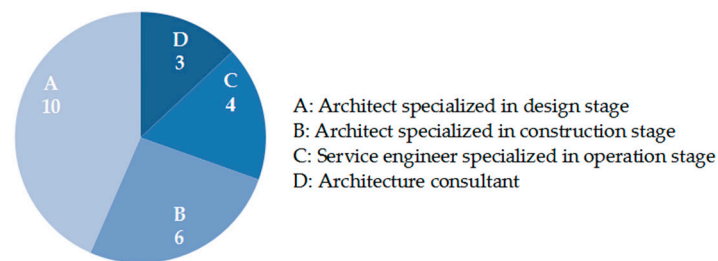 D
3
C
4
A
10
B
6
A: Architect specialized in design stage
B: Architect specialized in construction stage
C: Service engineer specialized in operation stage
D: Architecture consultant